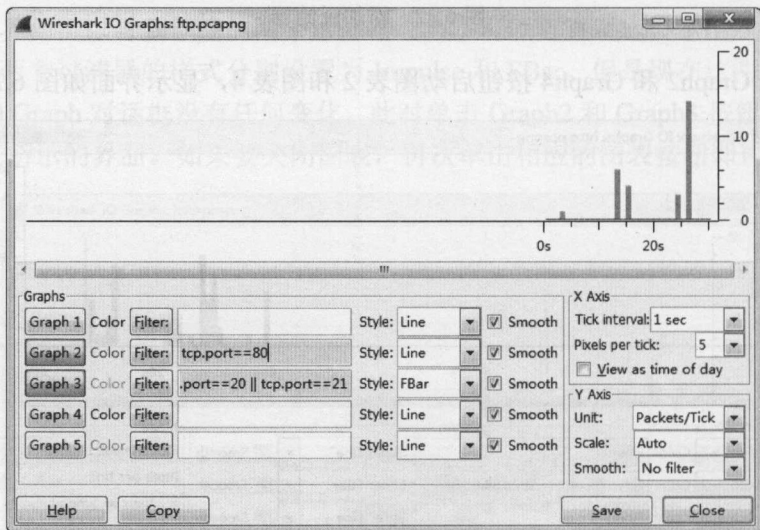 Wireshark IO Graphs: ftp.pcapng
20
10
0
0s
20s
Graphs
Graph 1 Color Filter: Style: Line Smooth
Graph 2 Color Filter: tcp.port==80 Style: Line Smooth
Graph 3 Color Filter: .port==20 || tcp.port==21 Style: FBar Smooth
Graph 4 Color Filter: Style: Line Smooth
Graph 5 Color Filter: Style: Line Smooth
X Axis
Tick interval: 1 sec
Pixels per tick: 5
View as time of day
Y Axis
Unit: Packets/Tick
Scale: Auto
Smooth: No filter
Help
Copy
Save
Close